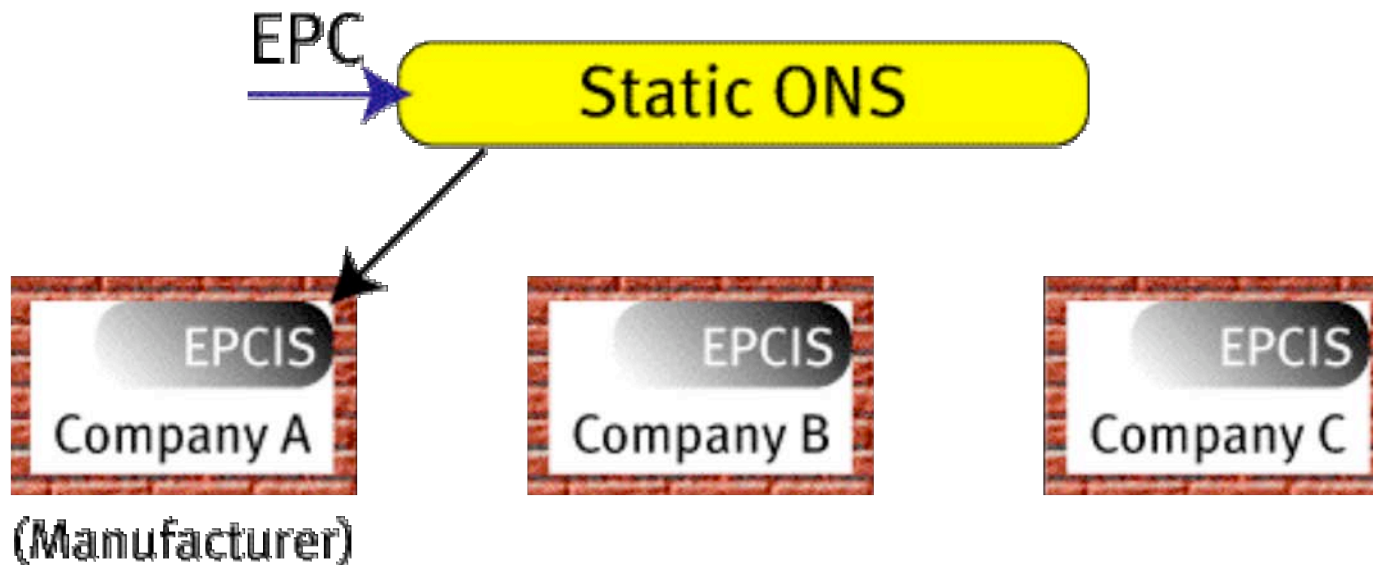 EPC
Static ONS
EPCIS
Company A
EPCIS
Company B
EPCIS
Company C
(Manufacturer)